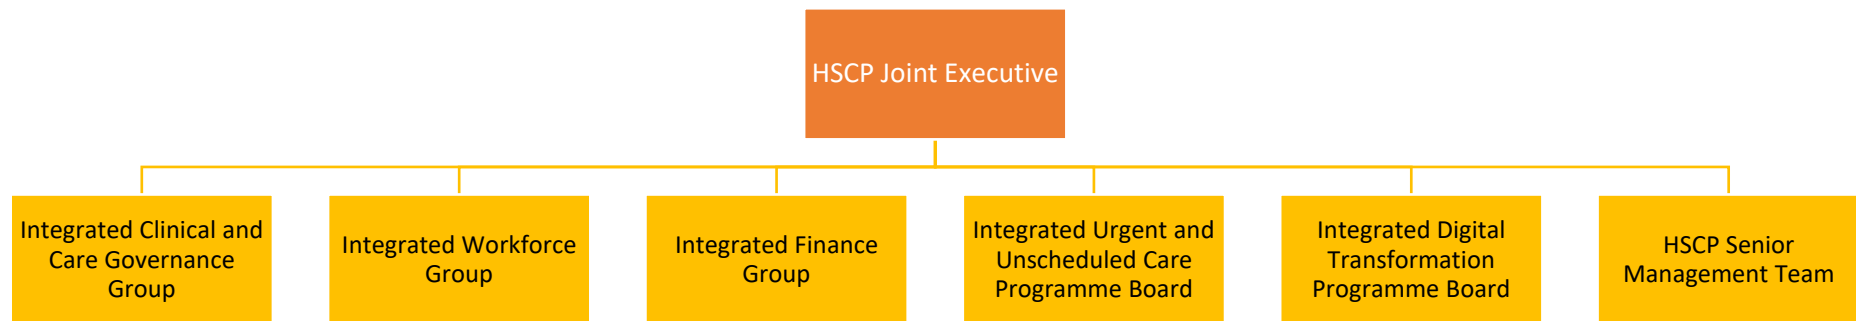 HSCP Joint Executive
Integrated Clinical and
Care Governance
Group
Integrated Workforce
Group
Integrated Finance
Group
Integrated Urgent and
Unscheduled Care
Programme Board
Integrated Digital
Transformation
Programme Board
HSCP Senior
Management Team